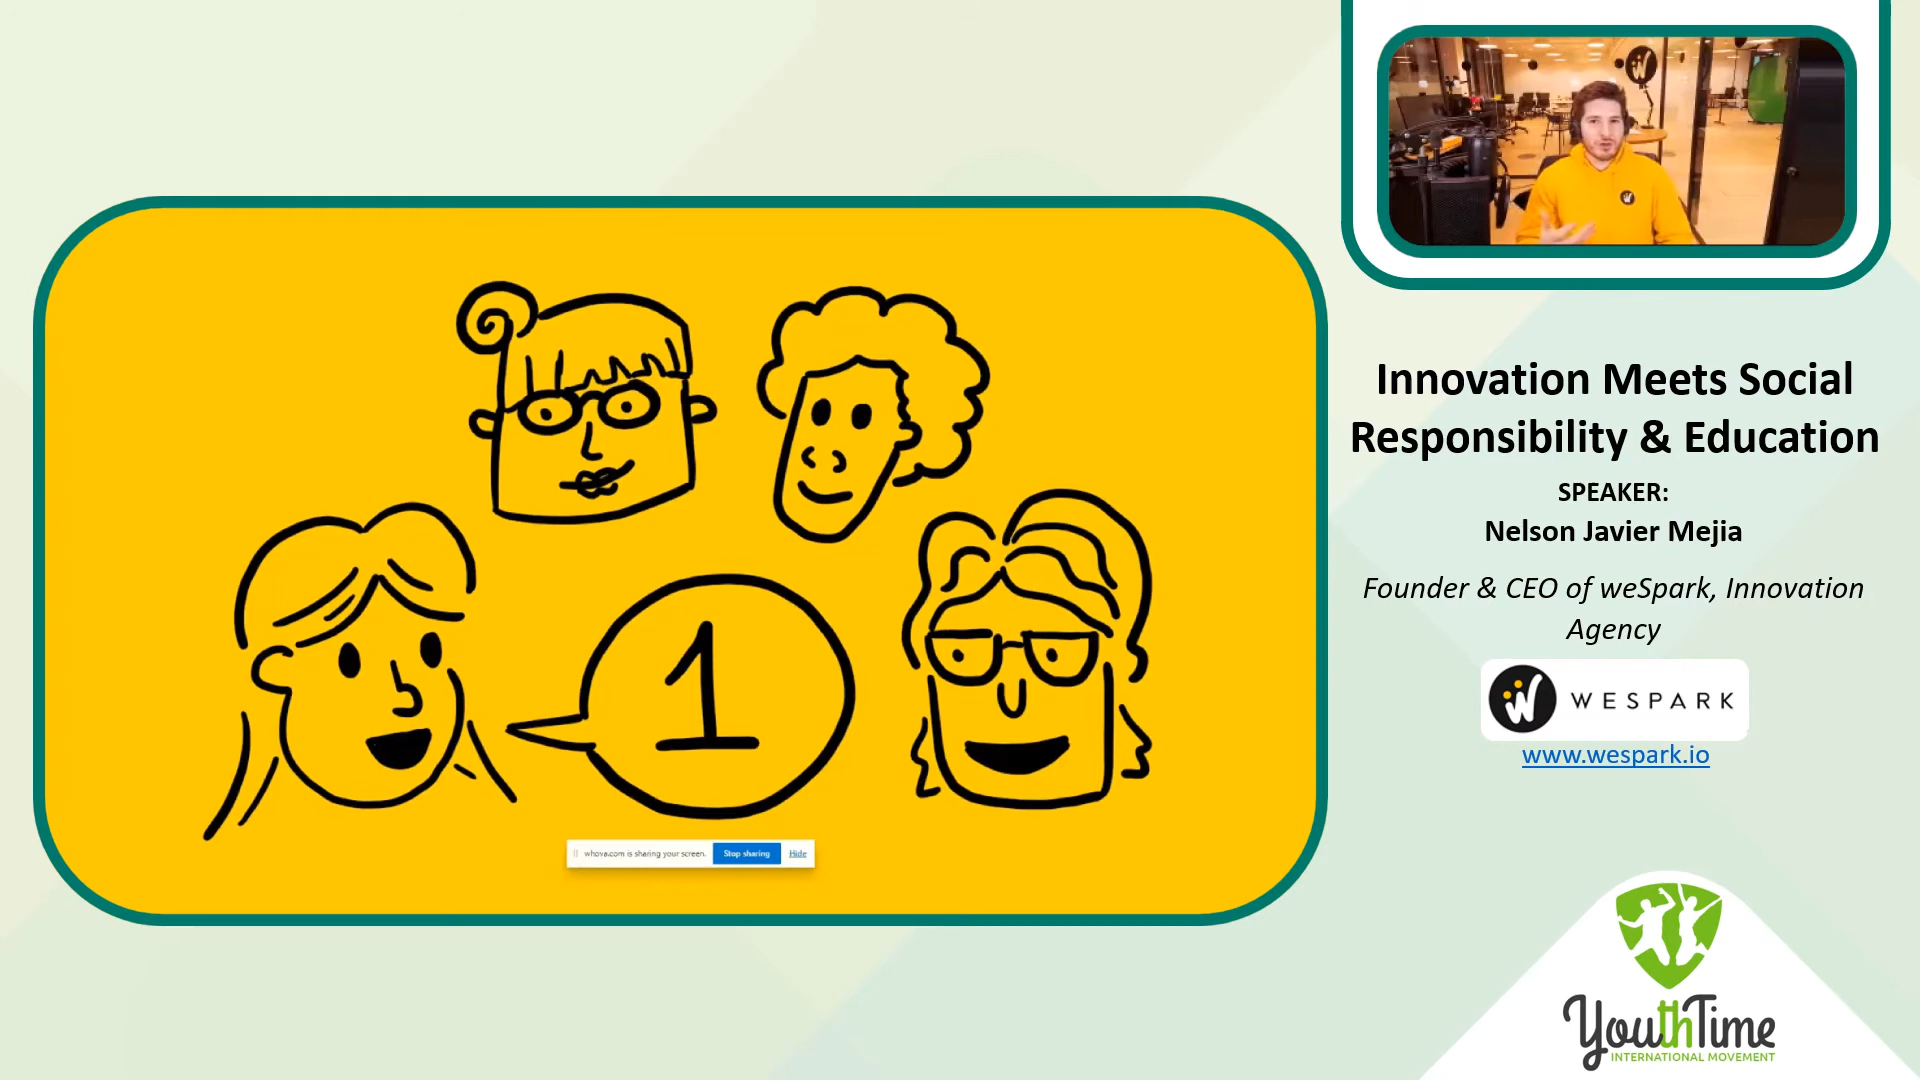 1
whova.com is sharing your screen.
Stop sharing
Hide
Innovation Meets Social
Responsibility & Education
SPEAKER:
Nelson Javier Mejia
Founder & CEO of weSpark, Innovation
Agency
WESPARK
www.wespark.io
YouthTime
INTERNATIONAL MOVEMENT